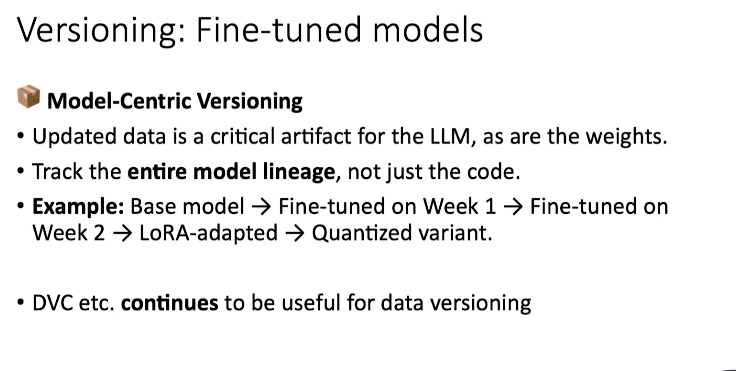 Versioning: Fine-tuned models
📦 Model-Centric Versioning
• Updated data is a critical artifact for the LLM, as are the weights.
• Track the entire model lineage, not just the code.
• Example: Base model → Fine-tuned on Week 1 → Fine-tuned on
Week 2 → LoRA-adapted → Quantized variant.
• DVC etc. continues to be useful for data versioning